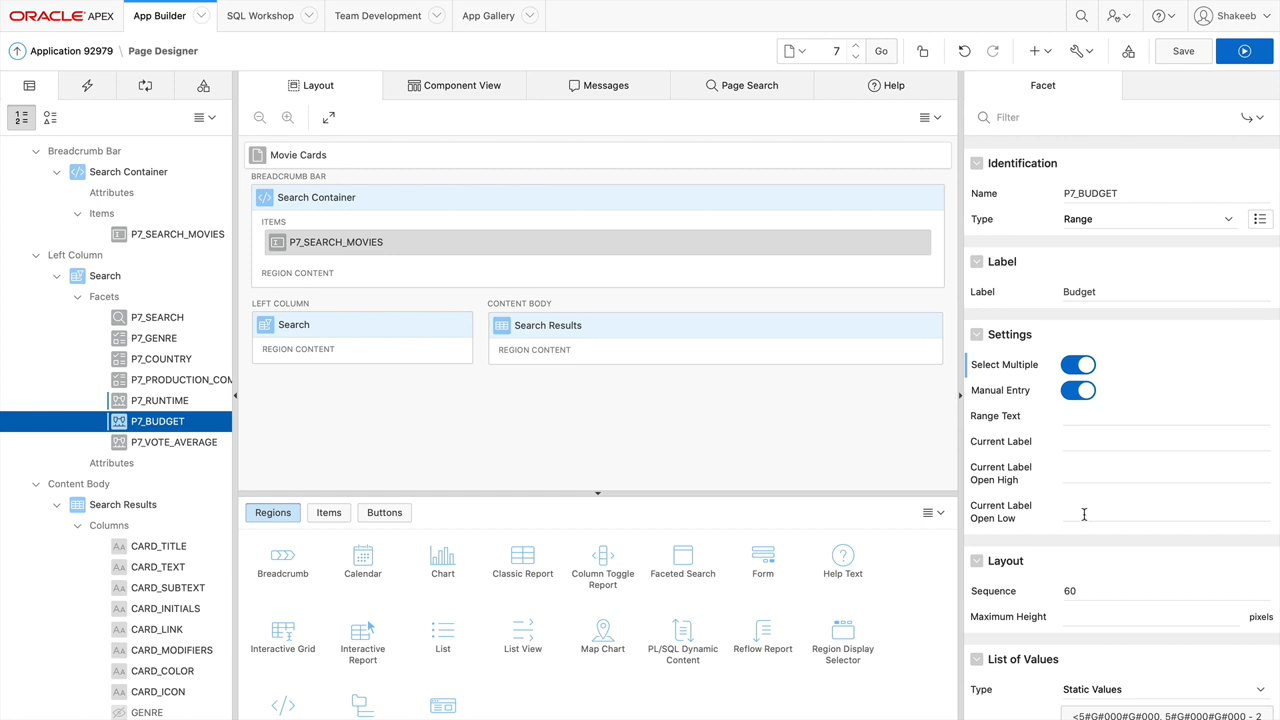 ORACLE APEX App Builder SQL Workshop Team Development App Gallery Shakeeb
Application 92979 \ Page Designer 7 Go Save
Layout Component View Messages Page Search Help Facet
Filter
Breadcrumb Bar
Search Container
Attributes
Items
P7_SEARCH_MOVIES
Left Column
Search
Facets
P7_SEARCH
P7_GENRE
P7_COUNTRY
P7_PRODUCTION_COM
P7_RUNTIME
P7_BUDGET
P7_VOTE_AVERAGE
Attributes
Content Body
Search Results
Columns
CARD_TITLE
CARD_TEXT
CARD_SUBTEXT
CARD_INITIALS
CARD_LINK
CARD_MODIFIERS
CARD_COLOR
CARD_ICON
GENRE
Movie Cards
BREADCRUMB BAR
Search Container
ITEMS
P7_SEARCH_MOVIES
REGION CONTENT
LEFT COLUMN CONTENT BODY
Search Search Results
REGION CONTENT REGION CONTENT
Regions Items Buttons
Breadcrumb Calendar Chart Classic Report Column Toggle Faceted Search Form Help Text
Report
Interactive Grid Interactive List List View Map Chart PL/SQL Dynamic Reflow Report Region Display
Report Content Selector
Identification
Name P7_BUDGET
Type Range
Label
Label Budget
Settings
Select Multiple
Manual Entry
Range Text
Current Label
Current Label
Open High
Current Label
Open Low
Layout
Sequence 60
Maximum Height pixels
List of Values
Type Static Values
<5#G#000#G#000, 5#G#000#G#000 - 2